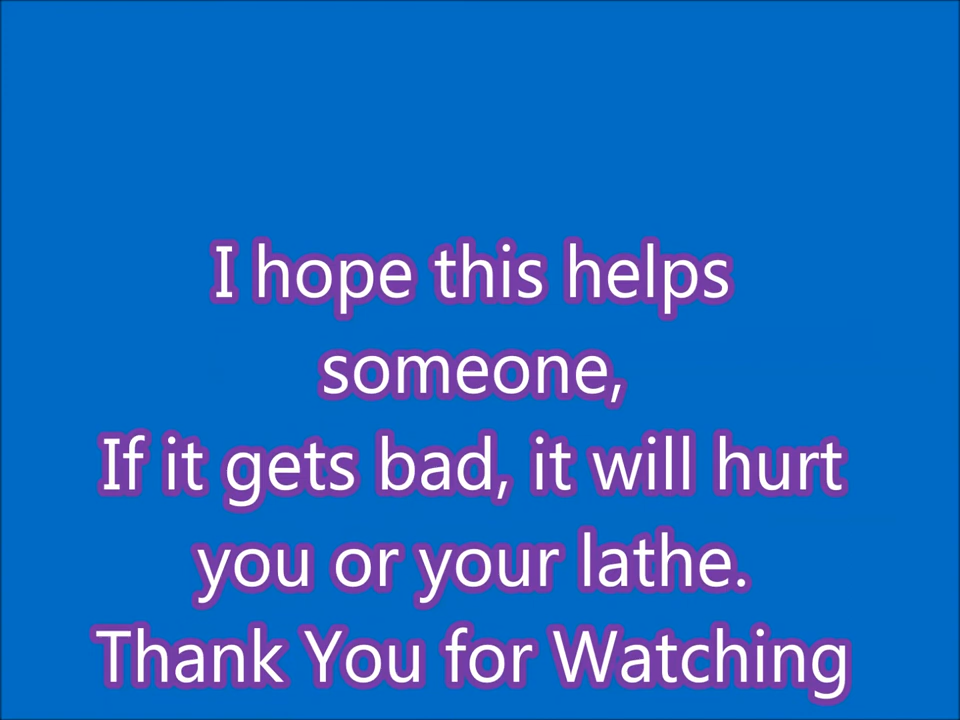 I hope this helps
someone,
If it gets bad, it will hurt
you or your lathe.
Thank You for Watching